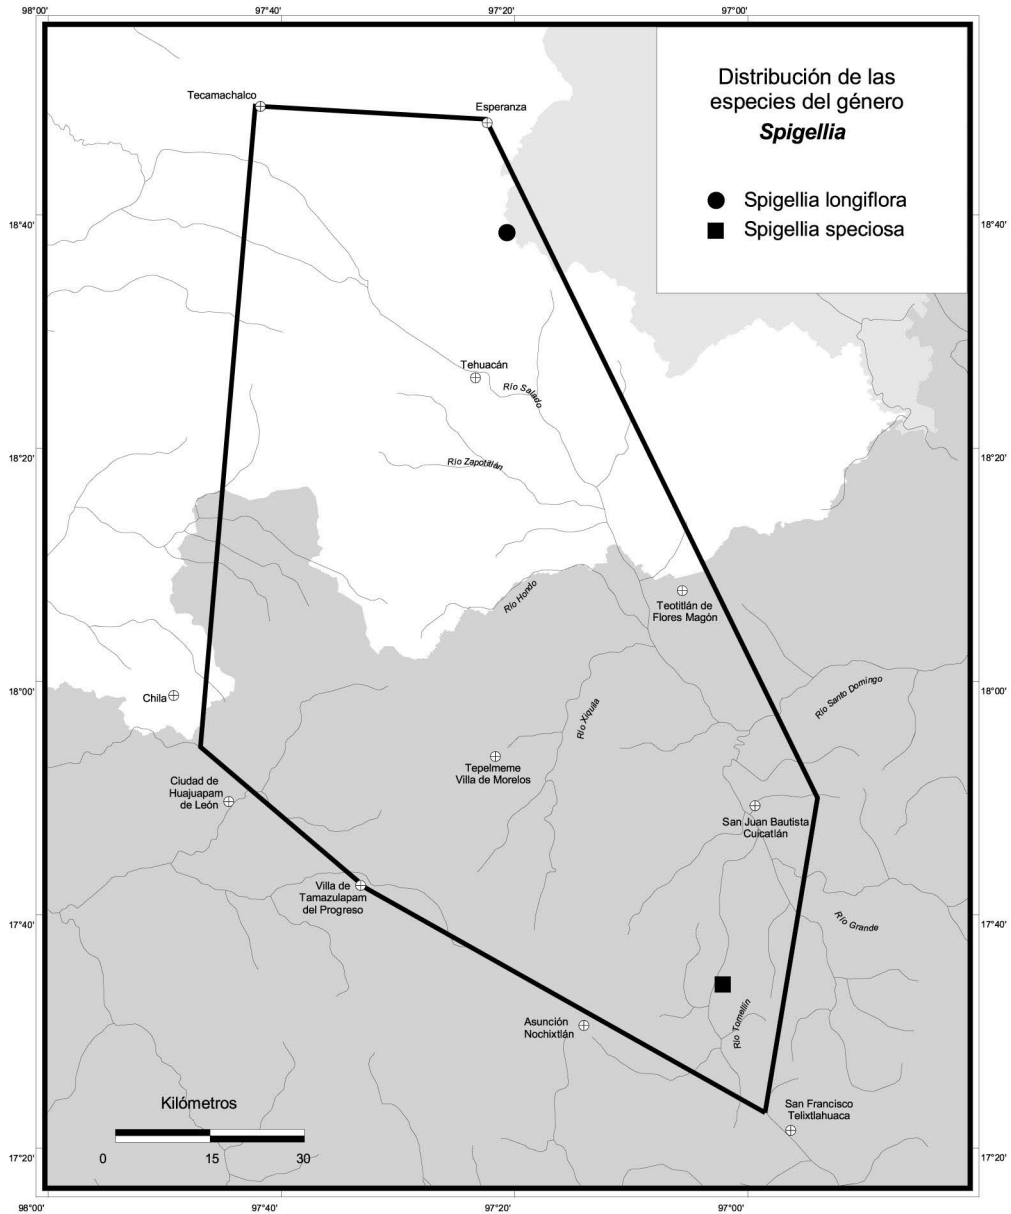 98°00'
97°40'
97°20'
97°00'
Distribución de las
especies del género
Spigellia
Spigellia longiflora
Spigellia speciosa
Tecamachalco
Esperanza
18°40'
18°40'
Tehuacán
Río Salado
Río Zapotitlán
18°20'
18°20'
Río Hondo
Teotitlán de
Flores Magón
18°00'
18°00'
Chila
Río Santo Domingo
Río Xiquila
Tepelmeme
Villa de Morelos
Ciudad de
Huajuapam
de León
San Juan Bautista
Cuicatlán
Villa de
Tamazulapam
del Progreso
17°40'
17°40'
Río Grande
Río Tomellín
Asunción
Nochixtlán
San Francisco
Telixtlahuaca
Kilómetros
0
15
30
17°20'
17°20'
98°00'
97°40'
97°20'
97°00'